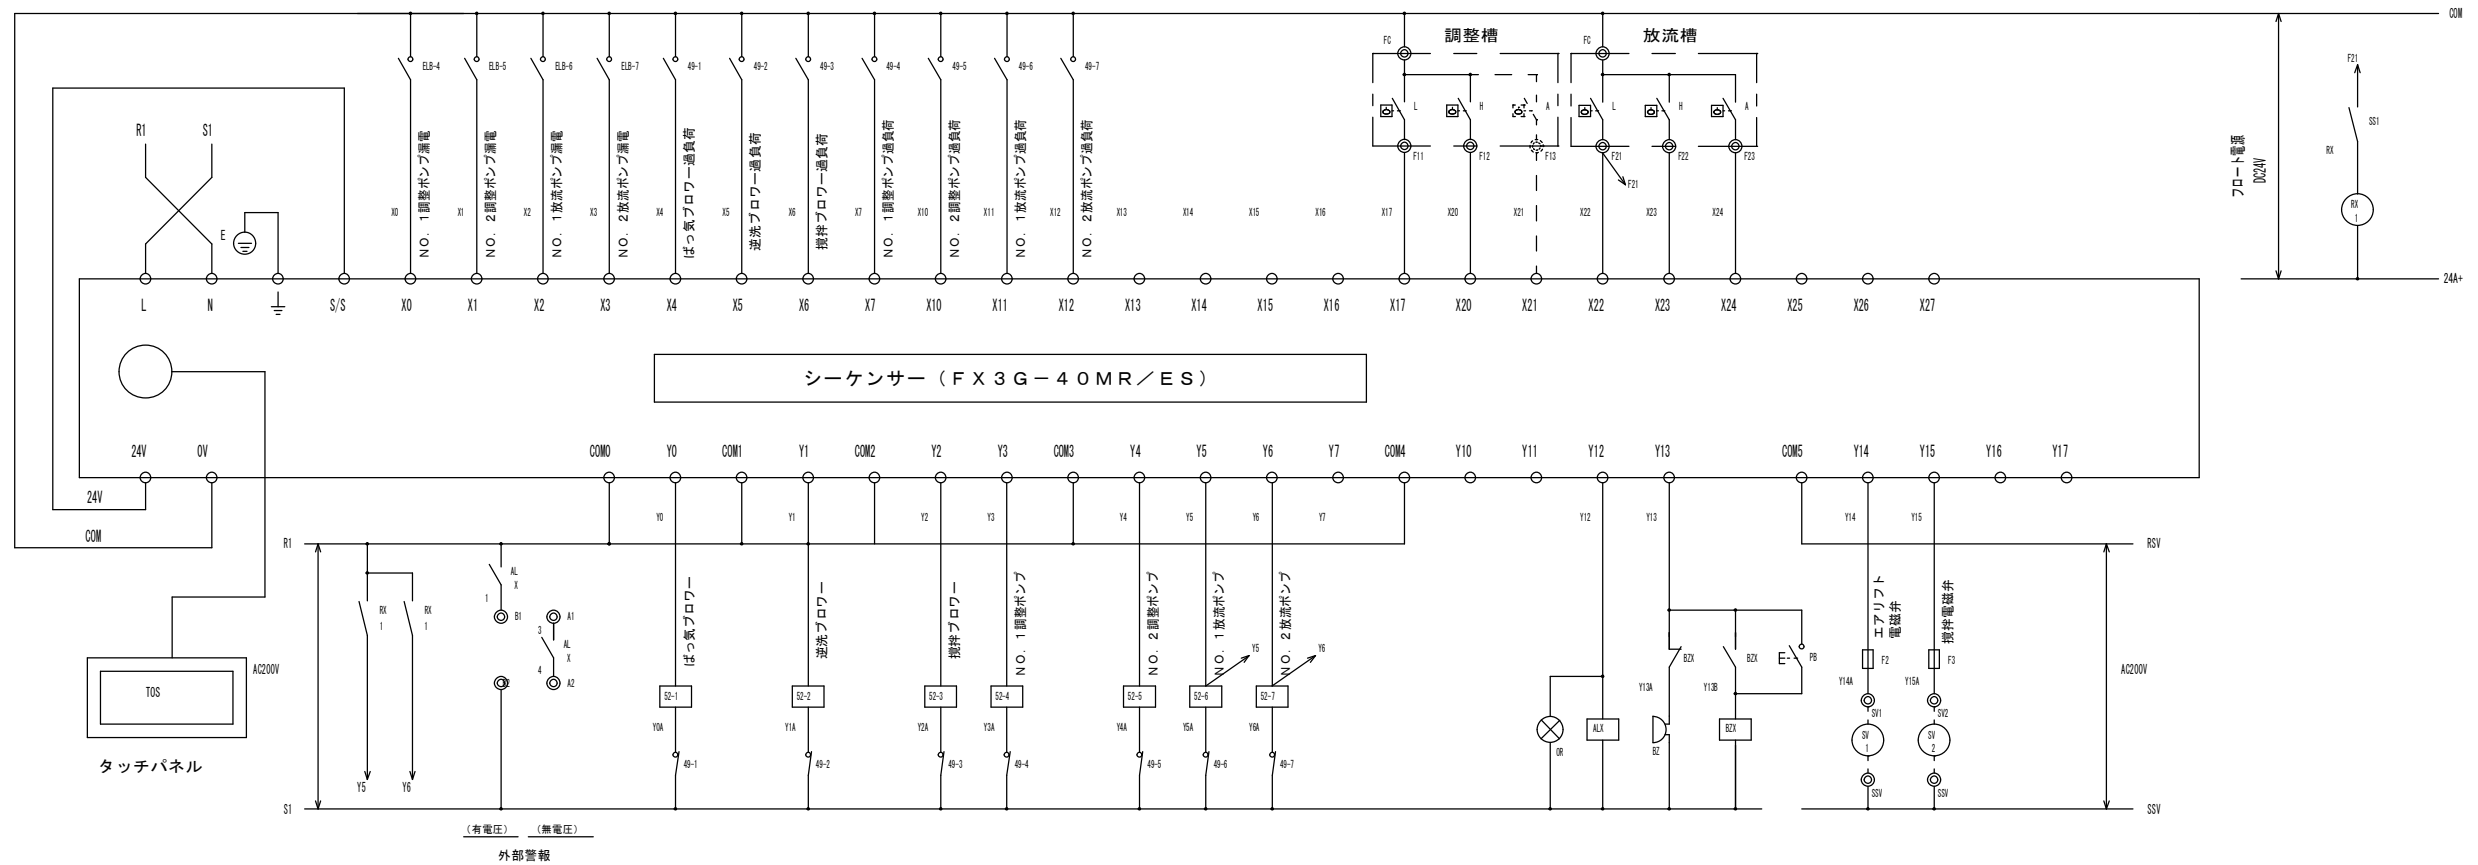 COM
調整槽
放流槽
FC
FC
ELB-4
ELB-5
ELB-6
ELB-7
49-1
49-2
49-3
49-4
49-5
49-6
49-7
F21
L
H
A
L
H
A
SS1
RX
R1
S1
F11
F12
F13
F21
F22
F23
F21
フロート電源
DC24V
NO.1調整ポンプ漏電
NO.2調整ポンプ漏電
NO.1放流ポンプ漏電
NO.2放流ポンプ漏電
ばっ気ブロワー過負荷
逆洗ブロワー過負荷
撹拌ブロワー過負荷
NO.1調整ポンプ過負荷
NO.2調整ポンプ過負荷
NO.1放流ポンプ過負荷
NO.2放流ポンプ過負荷
X0
X1
X2
X3
X4
X5
X6
X7
X10
X11
X12
X13
X14
X15
X16
X17
X20
X21
X22
X23
X24
RX
1
E
24A+
L
N
S/S
X0
X1
X2
X3
X4
X5
X6
X7
X10
X11
X12
X13
X14
X15
X16
X17
X20
X21
X22
X23
X24
X25
X26
X27
シーケンサー（FX3G－40MR／ES）
24V
0V
COM0
Y0
COM1
Y1
COM2
Y2
Y3
COM3
Y4
Y5
Y6
Y7
COM4
Y10
Y11
Y12
Y13
COM5
Y14
Y15
Y16
Y17
24V
COM
Y0
Y1
Y2
Y3
Y4
Y5
Y6
Y7
Y12
Y13
Y14
Y15
R1
RSV
AL
X
1
B1
A1
RX
1
RX
1
3
AL
X
4
A2
ばっ気ブロワー
逆洗ブロワー
撹拌ブロワー
NO.1調整ポンプ
NO.2調整ポンプ
NO.1放流ポンプ
NO.2放流ポンプ
エアリフト
電磁弁
撹拌電磁弁
Y5
Y6
BZX
BZX
PB
F2
F3
AC200V
AC200V
TOS
52-1
52-2
52-3
52-4
52-5
52-6
52-7
Y13A
Y13B
Y14A
Y15A
SV1
SV2
Y0A
Y1A
Y2A
Y3A
Y4A
Y5A
Y6A
OR
ALX
BZ
BZX
SV
1
SV
2
49-1
49-2
49-3
49-4
49-5
49-6
49-7
タッチパネル
Y5
Y6
SSV
SSV
S1
SSV
（有電圧）
（無電圧）
外部警報